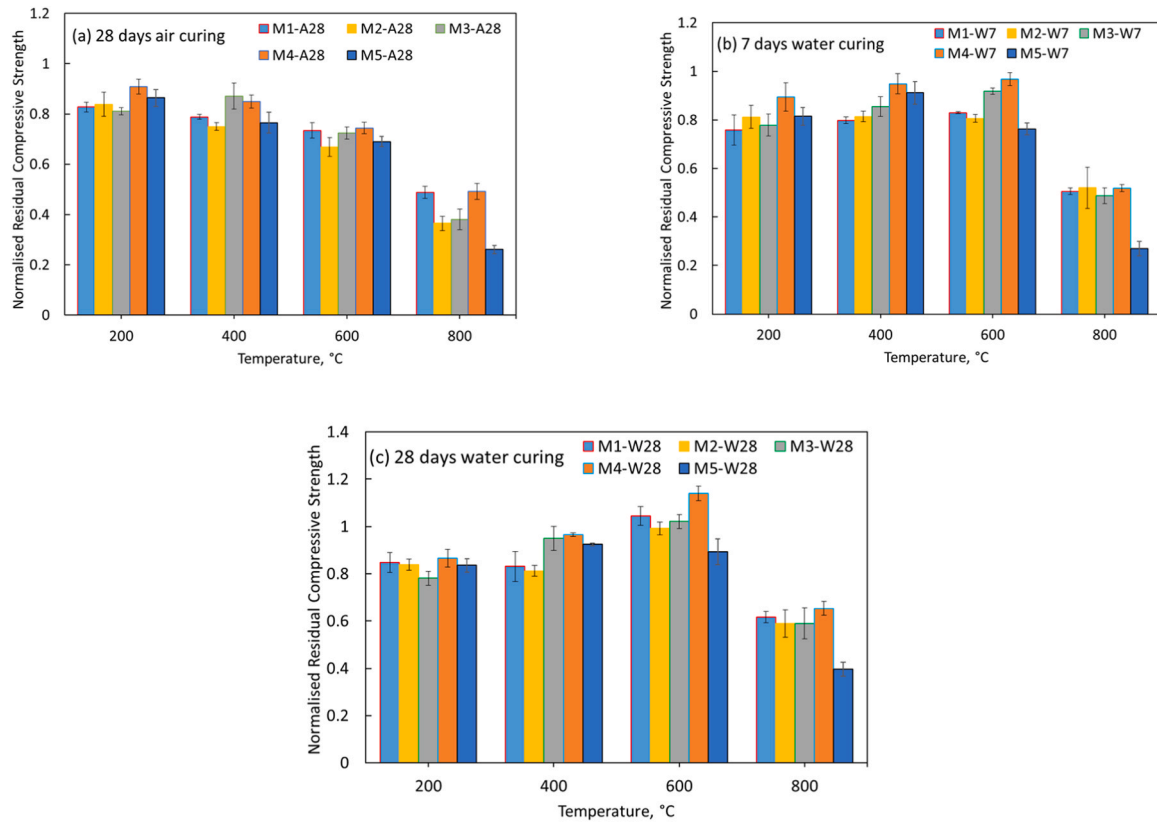 (a) 28 days air curing
M1-A28 M2-A28 M3-A28
M4-A28 M5-A28
Normalised Residual Compressive Strength
1.2
1
0.8
0.6
0.4
0.2
0
200 400 600 800
Temperature, °C
(b) 7 days water curing
M1-W7 M2-W7 M3-W7
M4-W7 M5-W7
Normalised Residual Compressive Strength
1.2
1
0.8
0.6
0.4
0.2
0
200 400 600 800
Temperature, °C
(c) 28 days water curing
M1-W28 M2-W28 M3-W28
M4-W28 M5-W28
Normalised Residual Compressive Strength
1.4
1.2
1
0.8
0.6
0.4
0.2
0
200 400 600 800
Temperature, °C